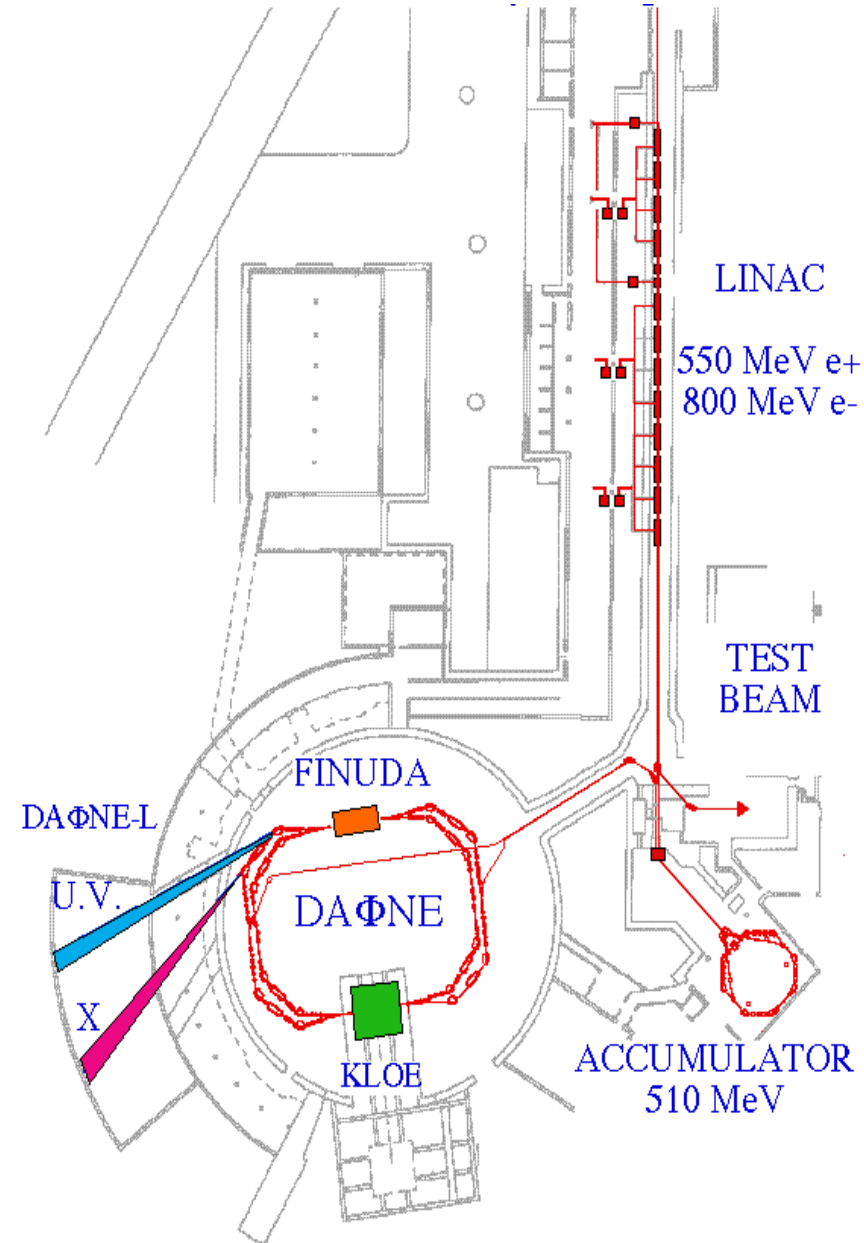 LINAC
550 MeV e+
800 MeV e-
TEST
BEAM
FINUDA
DAΦNE-L
U.V.
DAΦNE
X
KLOE
ACCUMULATOR
510 MeV